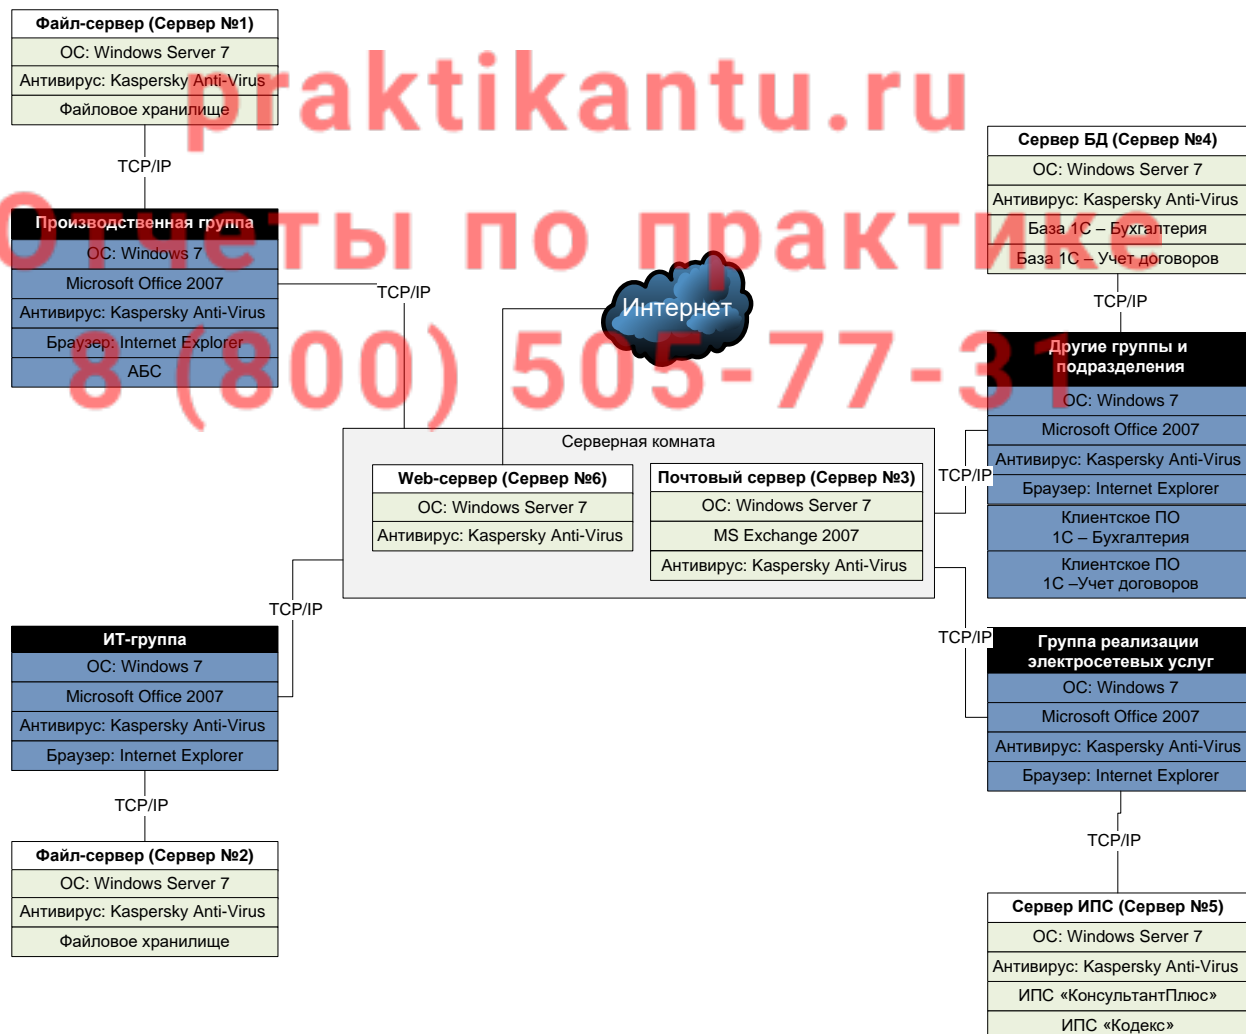 Файл-сервер (Сервер №1)
ОС: Windows Server 7
Антивирус: Kaspersky Anti-Virus
Файловое хранилище
TCP/IP
Производственная группа
ОС: Windows 7
Microsoft Office 2007
Антивирус: Kaspersky Anti-Virus
Браузер: Internet Explorer
АБС
TCP/IP
praktikantu.ru
Отчеты по практике
8 (800) 505-77-31
Интернет
Сервер БД (Сервер №4)
ОС: Windows Server 7
Антивирус: Kaspersky Anti-Virus
База 1С – Бухгалтерия
База 1С – Учет договоров
TCP/IP
Другие группы и
подразделения
ОС: Windows 7
Microsoft Office 2007
Антивирус: Kaspersky Anti-Virus
Браузер: Internet Explorer
Клиентское ПО
1С – Бухгалтерия
Клиентское ПО
1С –Учет договоров
TCP/IP
Серверная комната
Web-сервер (Сервер №6)
ОС: Windows Server 7
Антивирус: Kaspersky Anti-Virus
Почтовый сервер (Сервер №3)
ОС: Windows Server 7
MS Exchange 2007
Антивирус: Kaspersky Anti-Virus
TCP/IP
ИТ-группа
ОС: Windows 7
Microsoft Office 2007
Антивирус: Kaspersky Anti-Virus
Браузер: Internet Explorer
TCP/IP
Файл-сервер (Сервер №2)
ОС: Windows Server 7
Антивирус: Kaspersky Anti-Virus
Файловое хранилище
TCP/IP
Группа реализации
электросетевых услуг
ОС: Windows 7
Microsoft Office 2007
Антивирус: Kaspersky Anti-Virus
Браузер: Internet Explorer
TCP/IP
Сервер ИПС (Сервер №5)
ОС: Windows Server 7
Антивирус: Kaspersky Anti-Virus
ИПС «КонсультантПлюс»
ИПС «Кодекс»